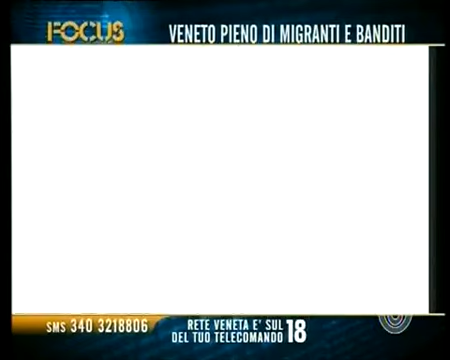 FOCUS
VENETO PIENO DI MIGRANTI E BANDITI
SMS 340 3218806
RETE VENETA E' SUL
DEL TUO TELECOMANDO 18